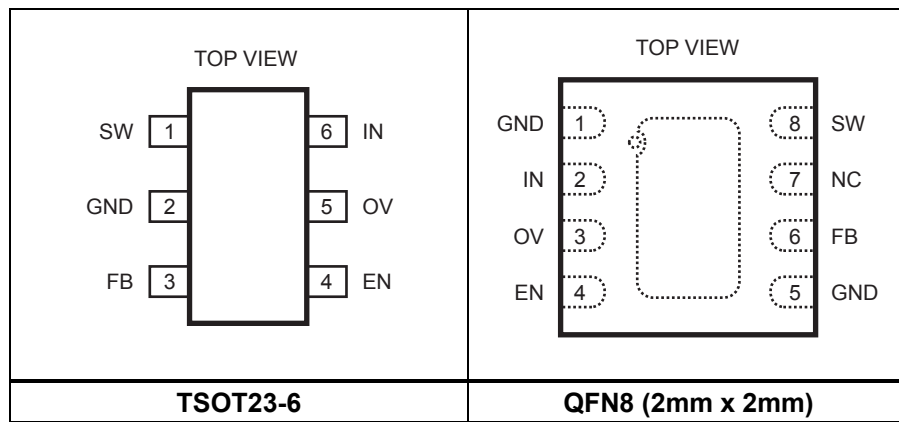 TOP VIEW
SW 1 6 IN
GND 2 5 OV
FB 3 4 EN
TSOT23-6
TOP VIEW
GND 1 8 SW
IN 2 7 NC
OV 3 6 FB
EN 4 5 GND
QFN8 (2mm x 2mm)